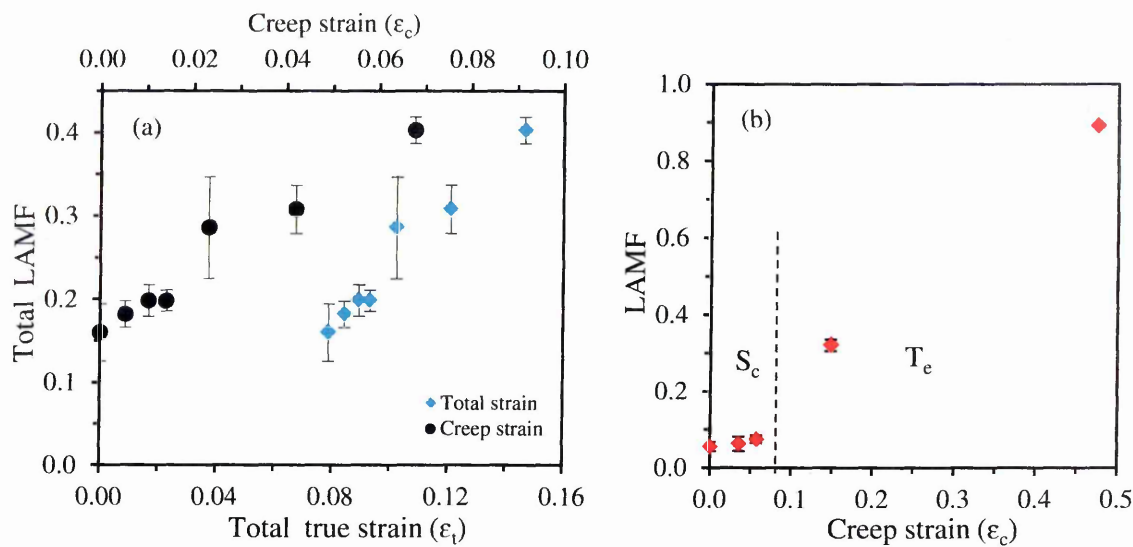 Creep strain (εc)
0.00 0.02 0.04 0.06 0.08 0.10
(a)
0.4
0.3
0.2
0.1
0.0
Total LAMF
Total strain
Creep strain
0.00 0.04 0.08 0.12 0.16
Total true strain (εt)
1.0
(b)
0.8
0.6
0.4
0.2
0.0
LAMF
Sc
Te
0.0 0.1 0.2 0.3 0.4 0.5
Creep strain (εc)